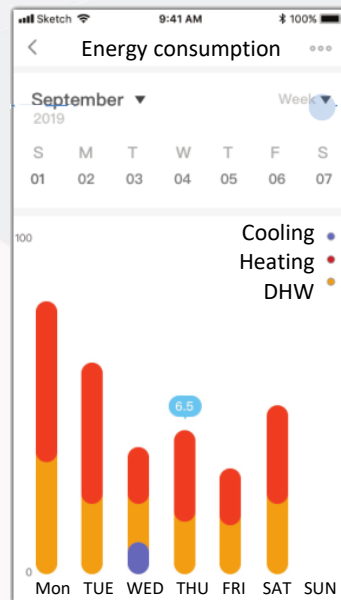 Sketch 9:41 AM 100%
Energy consumption
September ▼ Week ▼
2019
S M T W T F S
01 02 03 04 05 06 07
100
Cooling
Heating
DHW
6.5
0
Mon TUE WED THU FRI SAT SUN